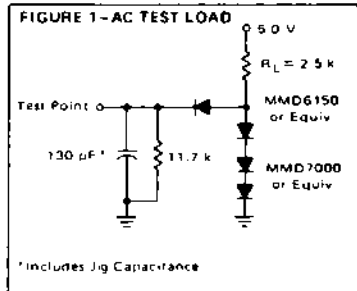 FIGURE 1 – AC TEST LOAD
5.0 V
RL = 2.5 k
Test Point
MMD6150
or Equiv
130 pF*
11.7 k
MMD7000
or Equiv
*Includes Jig Capacitance